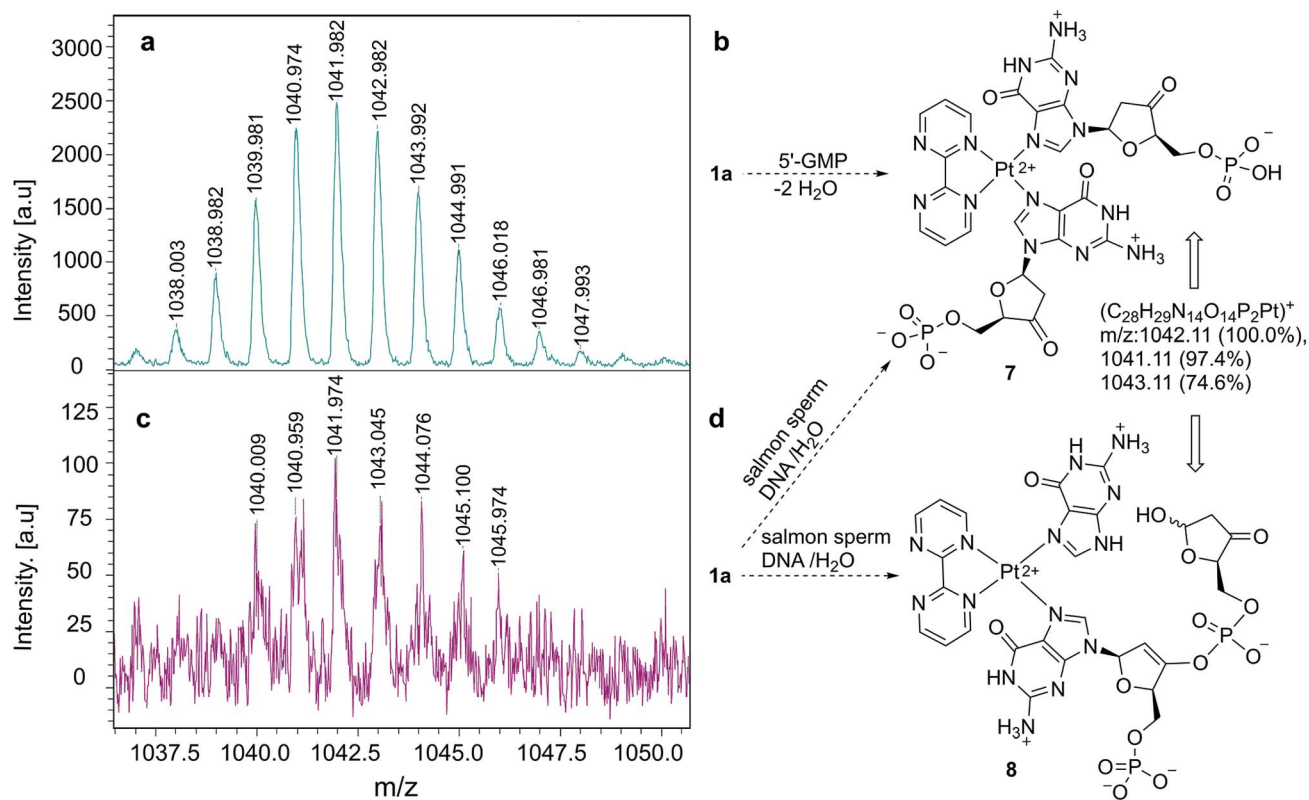 a
Intensity [a.u]
3000
2500
2000
1500
1000
500
0
1038.003
1038.982
1039.981
1040.974
1041.982
1042.982
1043.992
1044.991
1046.018
1046.981
1047.993
c
Intensity. [a.u]
125
100
75
50
25
0
1040.009
1040.959
1041.974
1043.045
1044.076
1045.100
1045.974
1037.5
1040.0
1042.5
1045.0
1047.5
1050.0
m/z
b
1a
5'-GMP
-2 H2O
+
NH3
HN
N
O
N
N
O
O
O
P
O−
OH
O
N
N
N
N
Pt 2+
N
O
NH
N
N
+
NH3
O
O
O
P
−O
O−
O
7
(C28H29N14O14P2Pt)+
m/z:1042.11 (100.0%),
1041.11 (97.4%)
1043.11 (74.6%)
d
salmon sperm
DNA /H2O
1a
salmon sperm
DNA /H2O
+
NH3
H
N
O
N
N
NH
N
N
N
N
Pt2+
HO
O
O
O
O
P
O−
O
N
N
O
HN
N
H3N
+
O
O
O=P
O−
O−
8